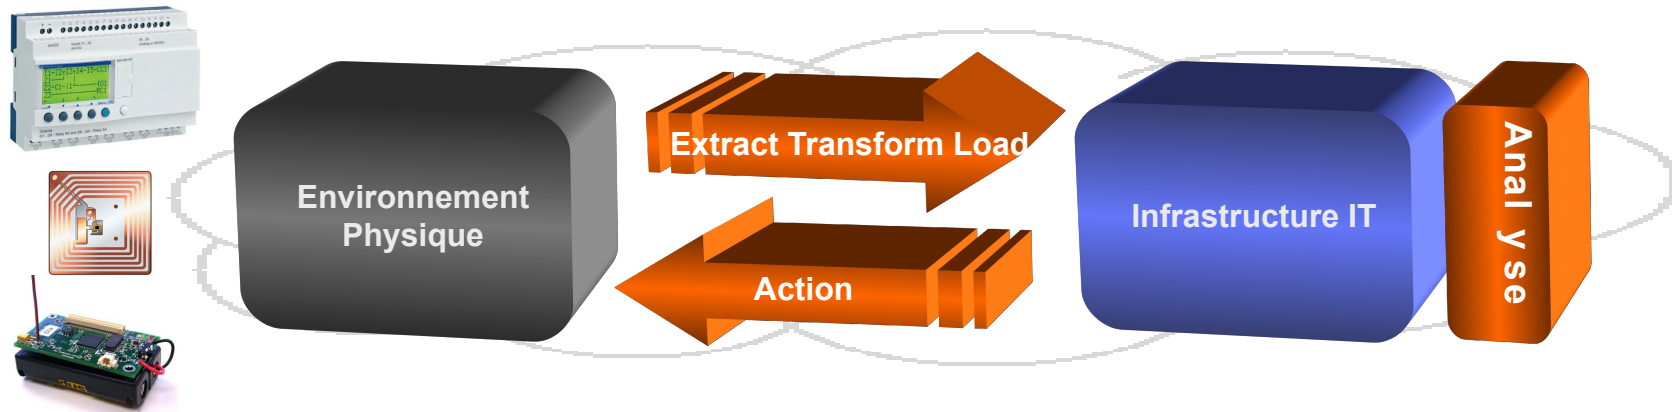 Environnement
Physique
Extract Transform Load
Action
Infrastructure IT
Anal y se